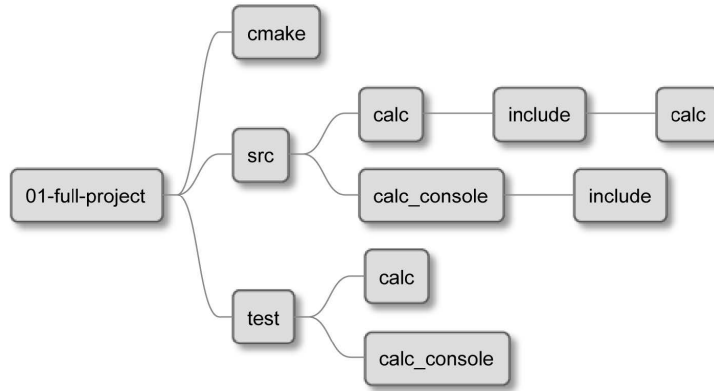 cmake
calc
include
calc
src
01-full-project
calc_console
include
calc
test
calc_console